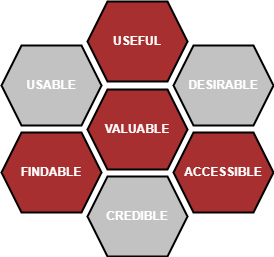 USEFUL
USABLE
DESIRABLE
VALUABLE
FINDABLE
ACCESSIBLE
CREDIBLE